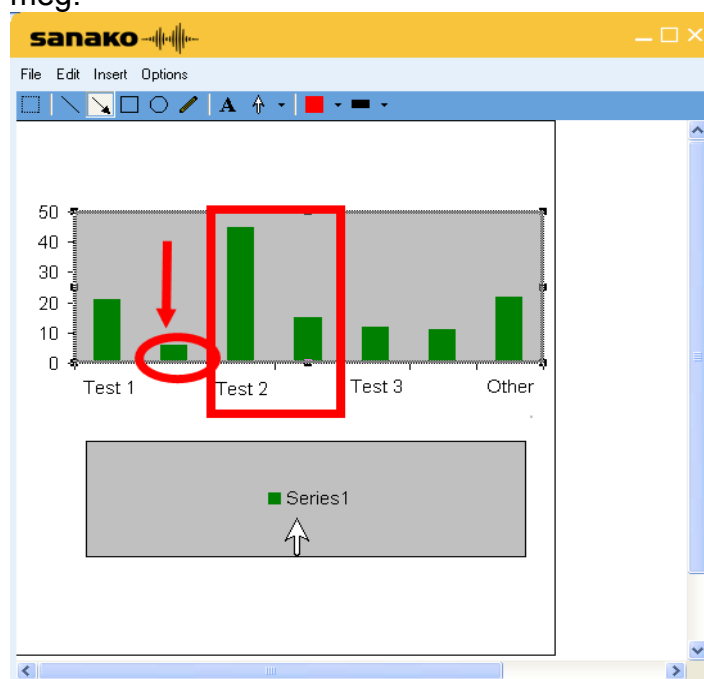 meg.
sanako
File Edit Insert Options
A
50
40
30
20
10
0
Test 1 Test 2 Test 3 Other
Series1